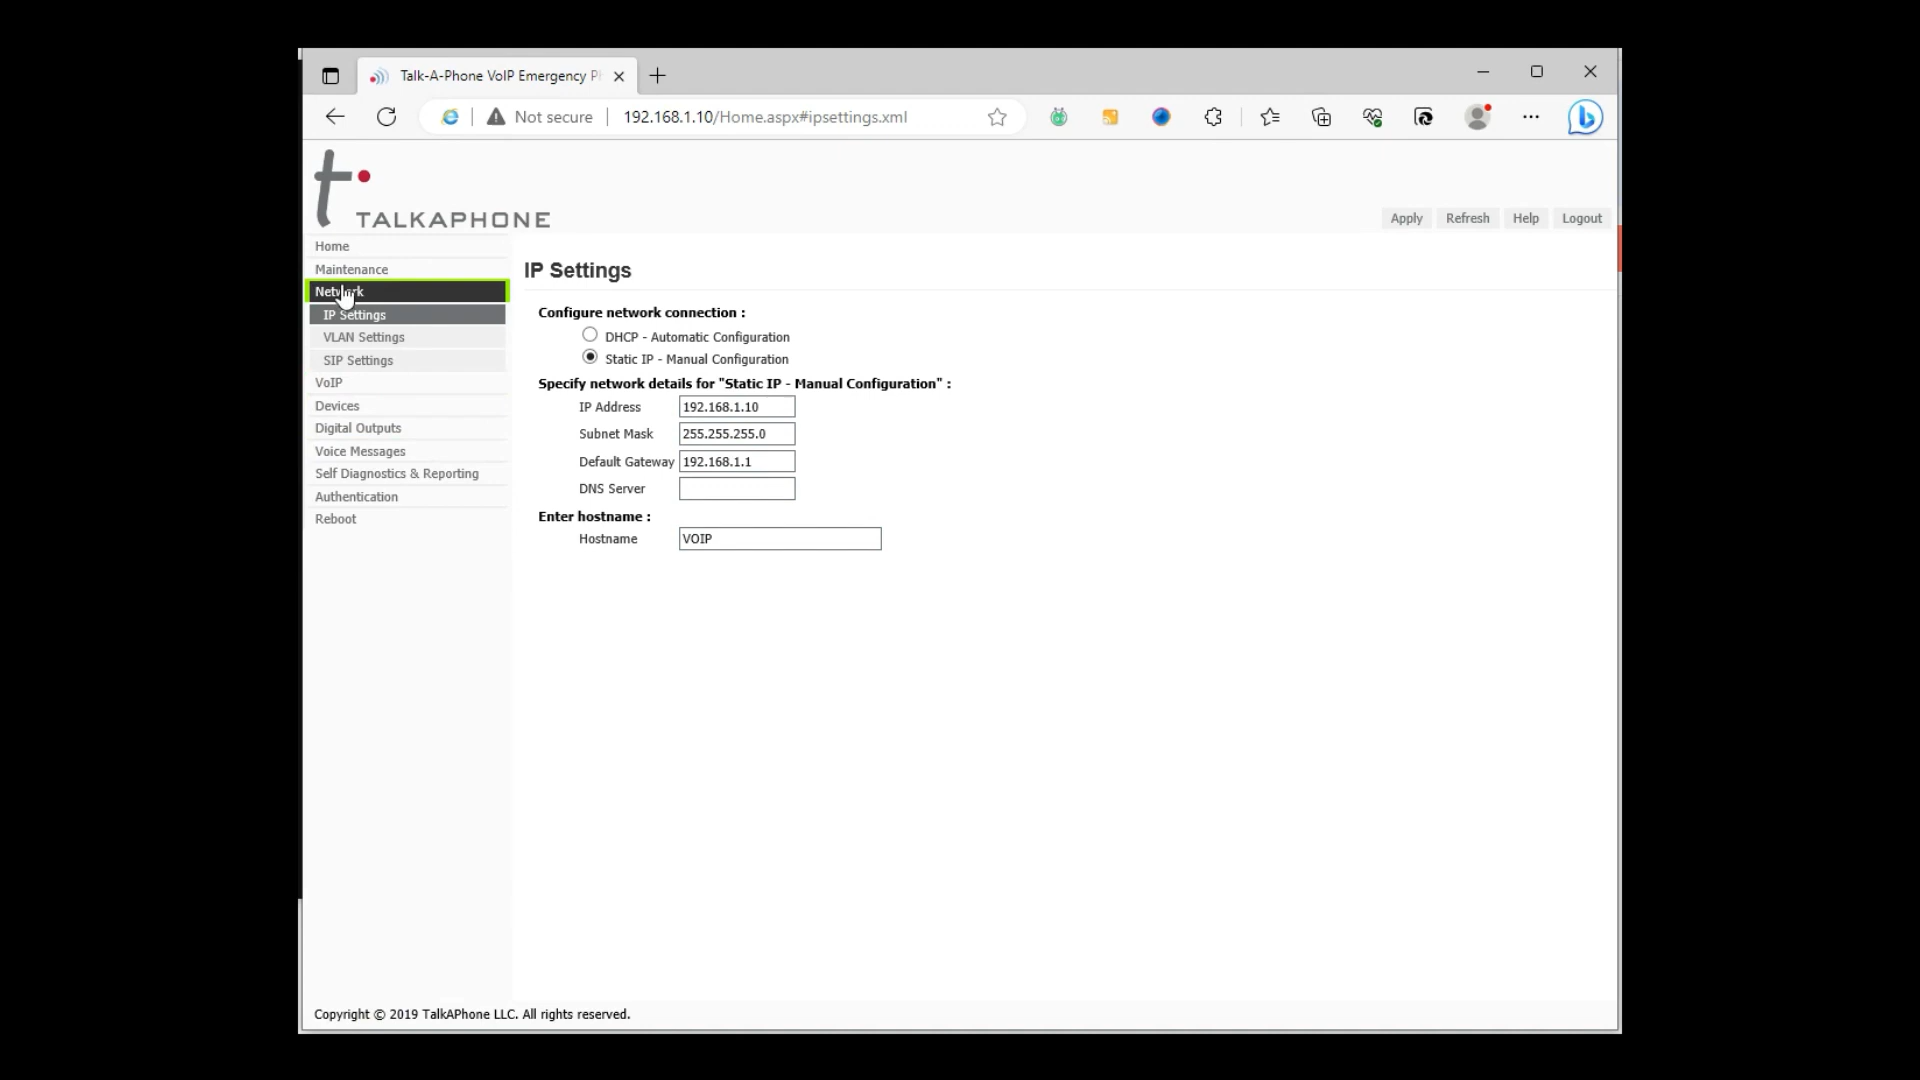 Talk-A-Phone VoIP Emergency P
Not secure
192.168.1.10/Home.aspx#ipsettings.xml
TALKAPHONE
Apply Refresh Help Logout
Home
Maintenance
Network
IP Settings
VLAN Settings
SIP Settings
VoIP
Devices
Digital Outputs
Voice Messages
Self Diagnostics & Reporting
Authentication
Reboot
IP Settings
Configure network connection :
DHCP - Automatic Configuration
Static IP - Manual Configuration
Specify network details for "Static IP - Manual Configuration" :
IP Address 192.168.1.10
Subnet Mask 255.255.255.0
Default Gateway 192.168.1.1
DNS Server
Enter hostname :
Hostname VOIP
Copyright © 2019 TalkAPhone LLC. All rights reserved.